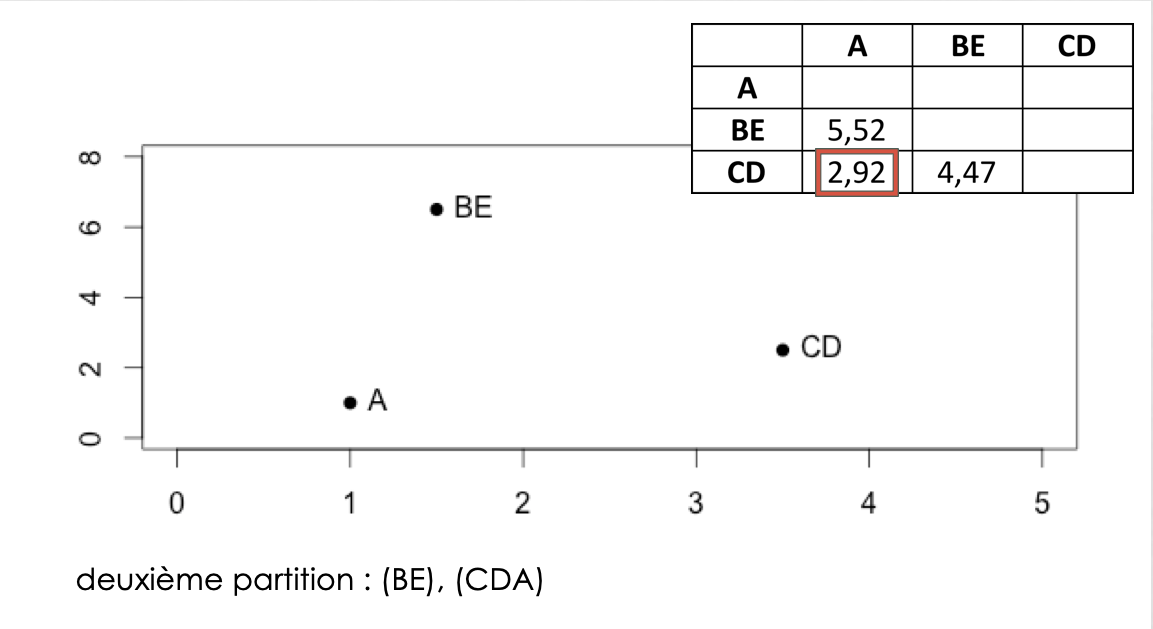 A BE CD
A
BE 5,52
CD 2,92 4,47
8
6
4
2
0
BE
CD
A
0 1 2 3 4 5
deuxième partition : (BE), (CDA)